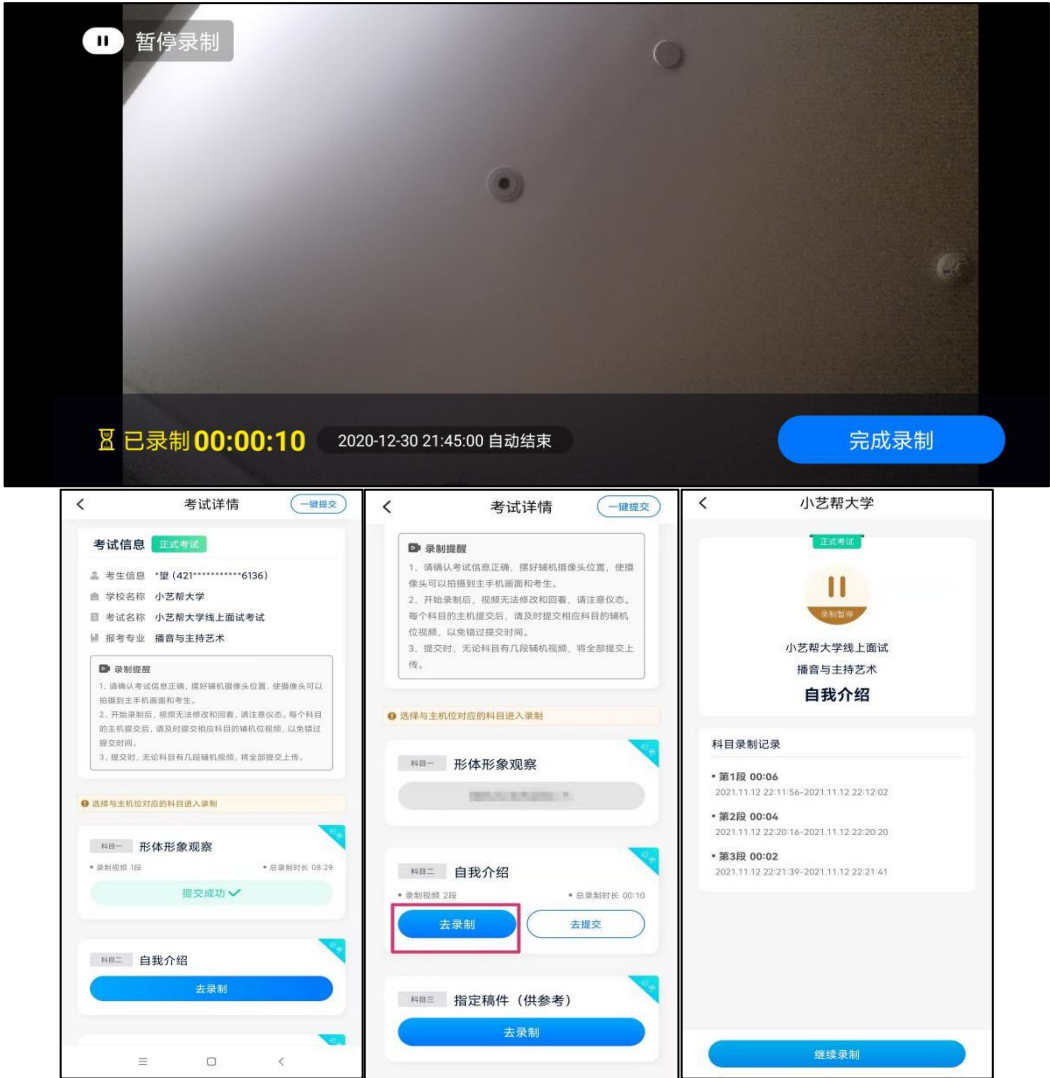 暂停录制
已录制 00:00:10
2020-12-30 21:45:00 自动结束
完成录制
考试详情
一键提交
考试信息
正式考试
考生信息 *望 (421***********6136)
学校名称 小艺帮大学
考试名称 小艺帮大学线上面试考试
报考专业 播音与主持艺术
录制提醒
1、请确认考试信息正确，摆好辅机摄像头位置，使摄像头可以
拍摄到主手机画面和考生。
2、开始录制后，视频无法修改和回看，请注意仪态。每个科目
的主机提交后，请及时提交相应科目的辅机位视频，以免错过
提交时间。
3、提交时，无论科目有几段辅机视频，将全部提交上传。
选择与主机位对应的科目进入录制
科目一 形体形象观察
• 录制视频 1段
• 总录制时长 08:29
提交成功
科目二 自我介绍
去录制
考试详情
一键提交
录制提醒
1、请确认考试信息正确，摆好辅机摄像头位置，使摄
像头可以拍摄到主手机画面和考生。
2、开始录制后，视频无法修改和回看，请注意仪态。
每个科目的主机提交后，请及时提交相应科目的辅机
位视频，以免错过提交时间。
3、提交时，无论科目有几段辅机视频，将全部提交上
传。
选择与主机位对应的科目进入录制
科目一 形体形象观察
科目二 自我介绍
• 录制视频 2段
• 总录制时长 00:10
去录制
去提交
科目三 指定稿件（供参考）
去录制
小艺帮大学
正式考试
录制暂停
小艺帮大学线上面试
播音与主持艺术
自我介绍
科目录制记录
• 第1段 00:06
2021.11.12 22:11:56-2021.11.12 22:12:02
• 第2段 00:04
2021.11.12 22:20:16-2021.11.12 22:20:20
• 第3段 00:02
2021.11.12 22:21:39-2021.11.12 22:21:41
继续录制